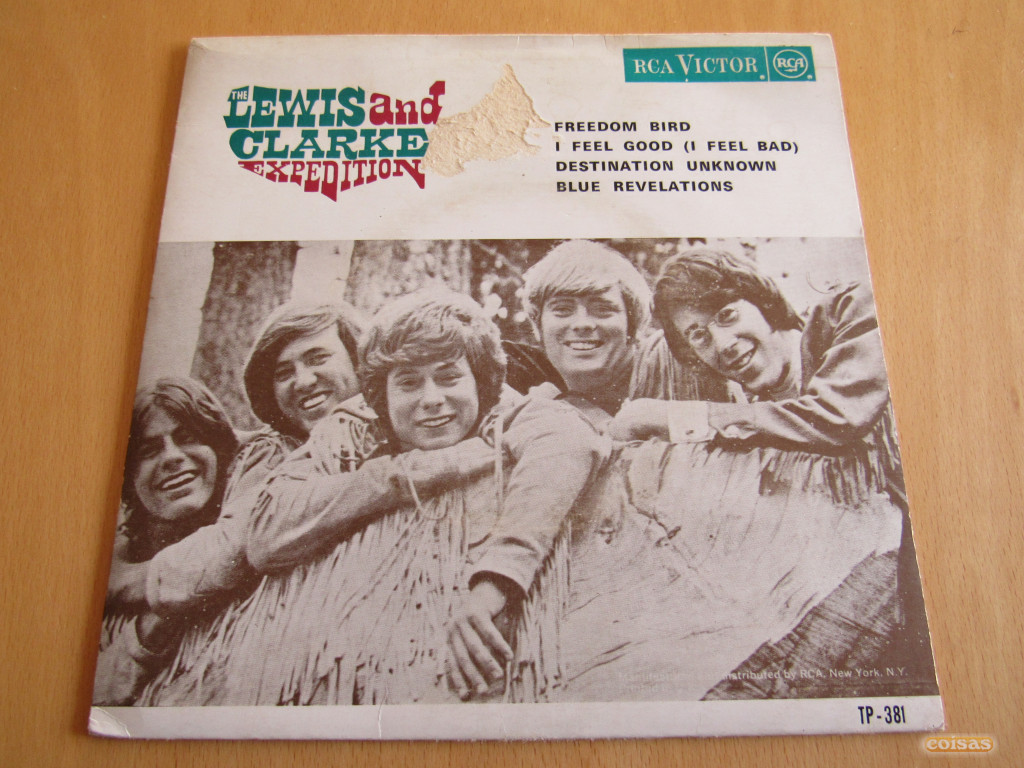 THE
LEWIS and
CLARKE
EXPEDITION
RCA VICTOR RCA
FREEDOM BIRD
I FEEL GOOD (I FEEL BAD)
DESTINATION UNKNOWN
BLUE REVELATIONS
distributed by RCA, New York, N.Y.
TP-381
coisas